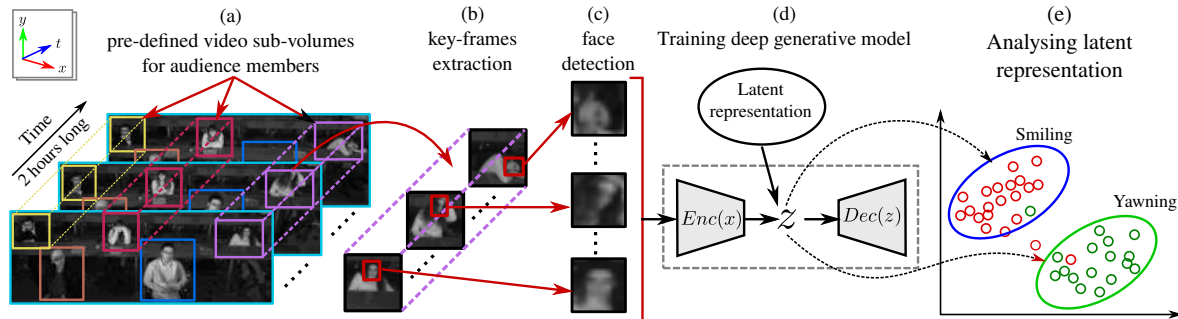 y
t
x
(a)
pre-defined video sub-volumes
for audience members
Time
2 hours long
(b)
key-frames
extraction
(c)
face
detection
(d)
Training deep generative model
Latent
representation
Enc(x)
z
Dec(z)
(e)
Analysing latent
representation
Smiling
Yawning